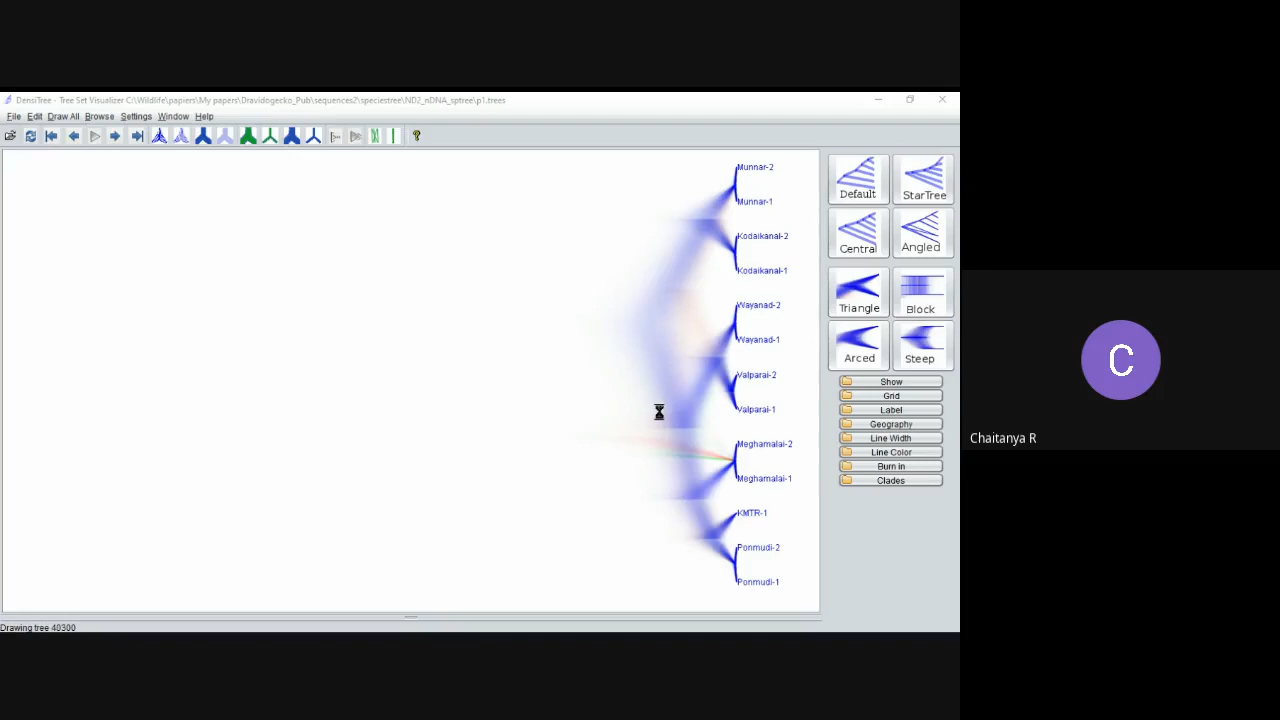 DensiTree - Tree Set Visualizer C:\Wildlife\papiers\My papers\Dravidogecko_Pub\sequences2\speciestree\ND2_nDNA_sptree\p1.trees
File Edit Draw All Browse Settings Window Help
Munnar-2
Munnar-1
Kodaikanal-2
Kodaikanal-1
Wayanad-2
Wayanad-1
Valparai-2
Valparai-1
Meghamalai-2
Meghamalai-1
KMTR-1
Ponmudi-2
Ponmudi-1
Default StarTree
Central Angled
Triangle Block
Arced Steep
Show
Grid
Label
Geography
Line Width
Line Color
Burn in
Clades
Drawing tree 40300
C
Chaitanya R